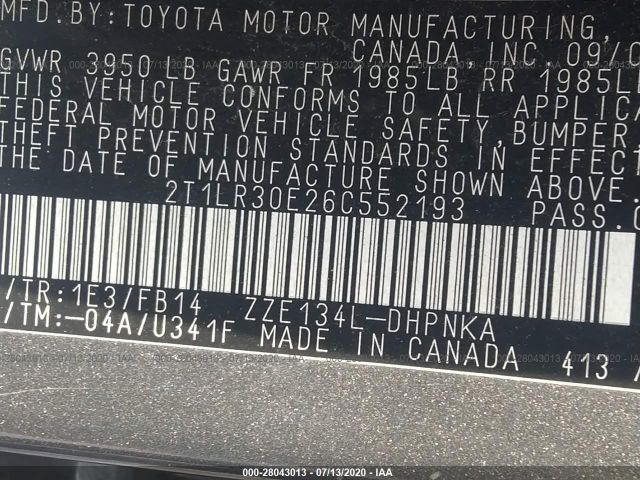 MFD.BY:TOYOTA MOTOR MANUFACTURING,
CANADA, INC. 09/
GVWR 3950 LB GAWR FR 1985LB RR 1985L
THIS VEHICLE CONFORMS TO ALL APPLIC
FEDERAL MOTOR VEHICLE SAFETY,BUMPER,
THEFT PREVENTION STANDARDS IN EFFECT
THE DATE OF MANUFACTURE SHOWN ABOVE.
2T1LR30E26C552193 PASS.
/TR:1E3/FB14 ZZE134L-DHPNKA
/TM:-04A/U341F MADE IN CANADA 413
000-28043013 - 07/13/2020 - IAA